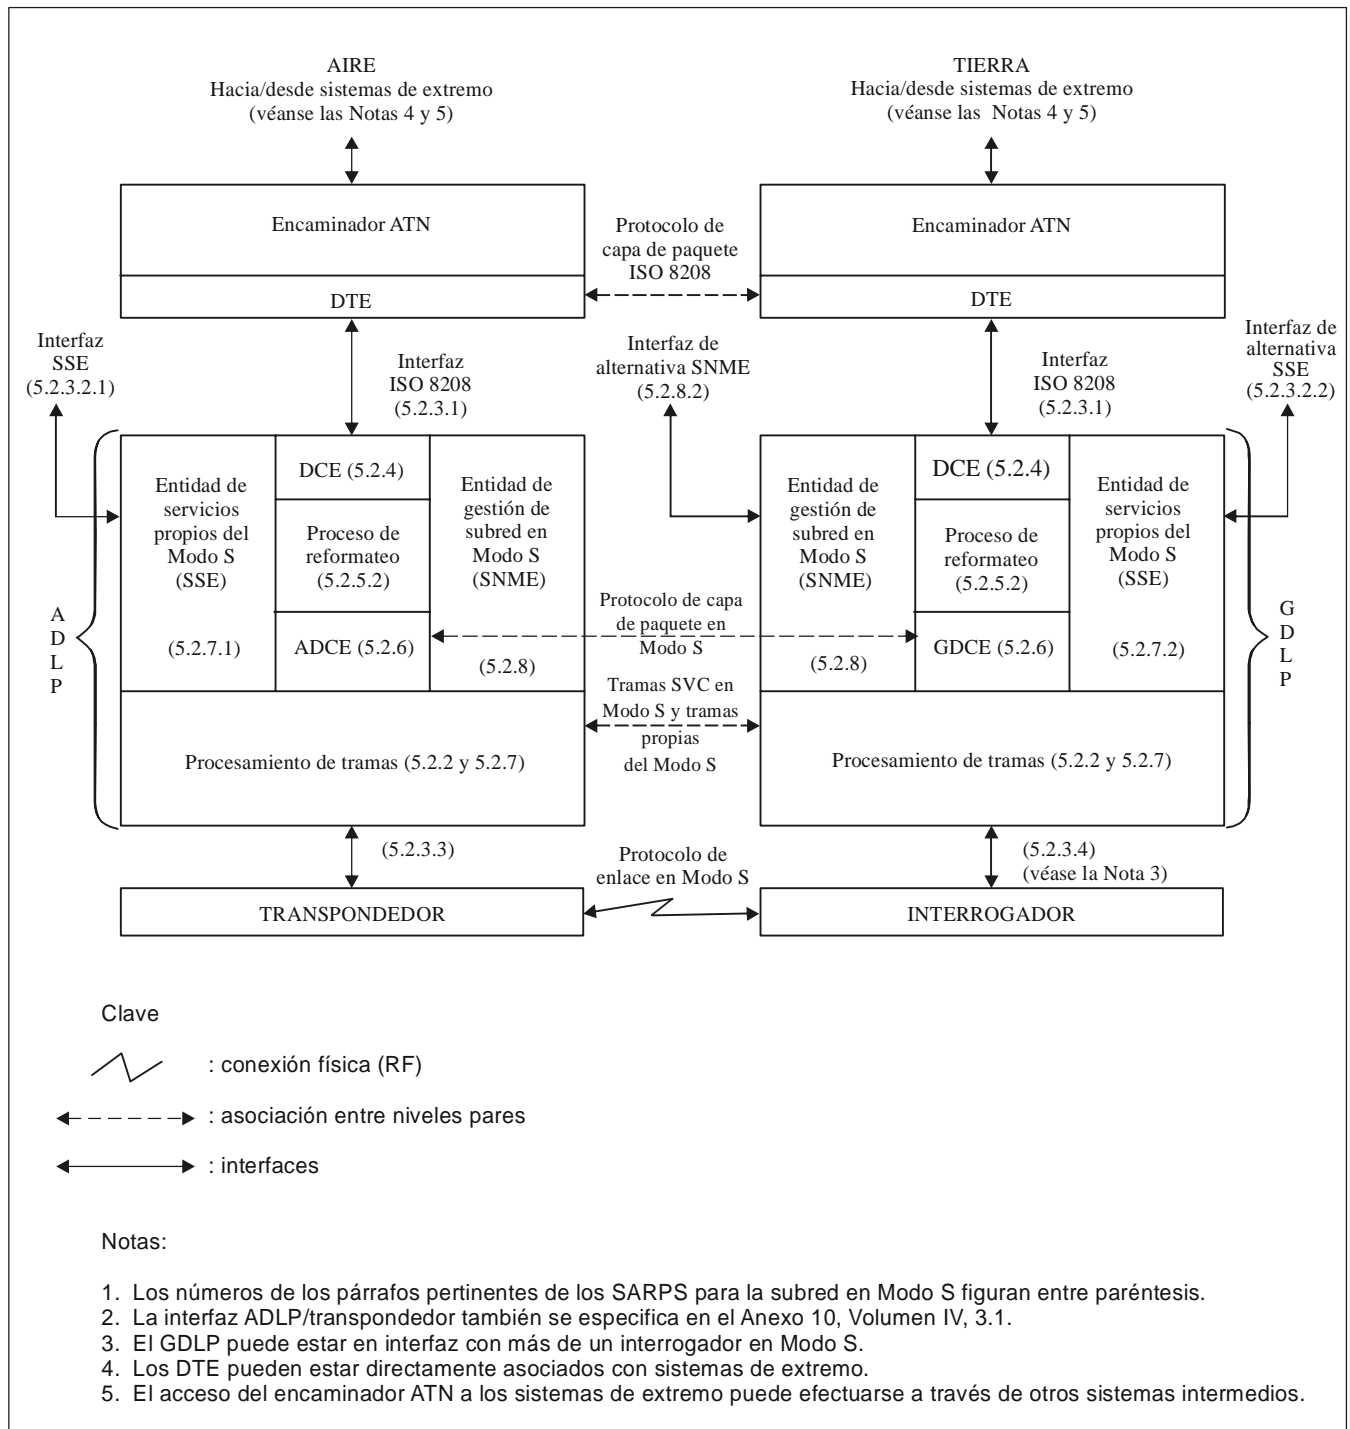 AIRE
Hacia/desde sistemas de extremo
(véanse las Notas 4 y 5)
TIERRA
Hacia/desde sistemas de extremo
(véanse las Notas 4 y 5)
Encaminador ATN
DTE
Protocolo de
capa de paquete
ISO 8208
Encaminador ATN
DTE
Interfaz
SSE
(5.2.3.2.1)
Interfaz
ISO 8208
(5.2.3.1)
Interfaz de
alternativa SNME
(5.2.8.2)
Interfaz
ISO 8208
(5.2.3.1)
Interfaz de
alternativa
SSE
(5.2.3.2.2)
A
D
L
P
Entidad de
servicios
propios del
Modo S
(SSE)
(5.2.7.1)
DCE (5.2.4)
Proceso de
reformateo
(5.2.5.2)
ADCE (5.2.6)
Entidad de
gestión de
subred en
Modo S
(SNME)
(5.2.8)
Procesamiento de tramas (5.2.2 y 5.2.7)
Protocolo de capa
de paquete en
Modo S
Tramas SVC en
Modo S y tramas
propias
del Modo S
Entidad de
gestión de
subred en
Modo S
(SNME)
(5.2.8)
DCE (5.2.4)
Proceso de
reformateo
(5.2.5.2)
GDCE (5.2.6)
Entidad de
servicios
propios del
Modo S
(SSE)
(5.2.7.2)
Procesamiento de tramas (5.2.2 y 5.2.7)
G
D
L
P
(5.2.3.3)
Protocolo de
enlace en Modo S
(5.2.3.4)
(véase la Nota 3)
TRANSPONDEDOR
INTERROGADOR
Clave
: conexión física (RF)
: asociación entre niveles pares
: interfaces
Notas:
1. Los números de los párrafos pertinentes de los SARPS para la subred en Modo S figuran entre paréntesis.
2. La interfaz ADLP/transpondedor también se especifica en el Anexo 10, Volumen IV, 3.1.
3. El GDLP puede estar en interfaz con más de un interrogador en Modo S.
4. Los DTE pueden estar directamente asociados con sistemas de extremo.
5. El acceso del encaminador ATN a los sistemas de extremo puede efectuarse a través de otros sistemas intermedios.